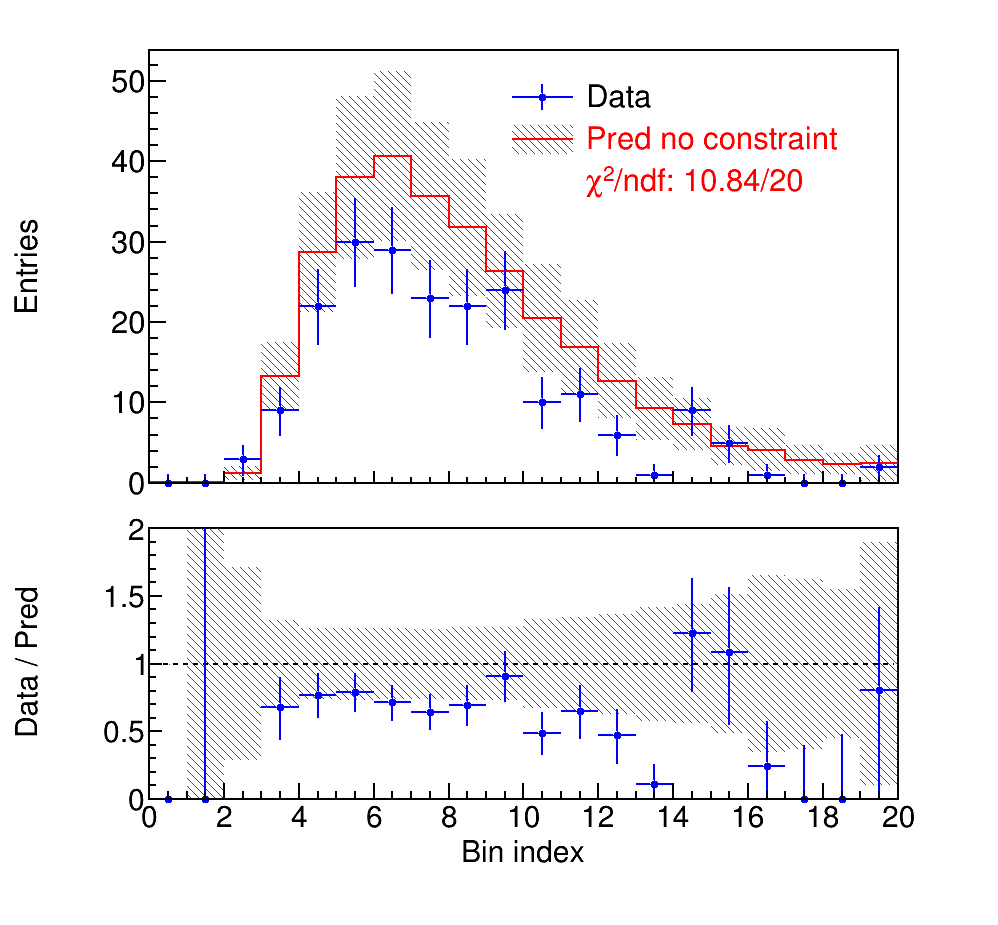 Entries
50
40
30
20
10
0
Data
Pred no constraint
χ²/ndf: 10.84/20
Data / Pred
2
1.5
1
0.5
0
0 2 4 6 8 10 12 14 16 18 20
Bin index